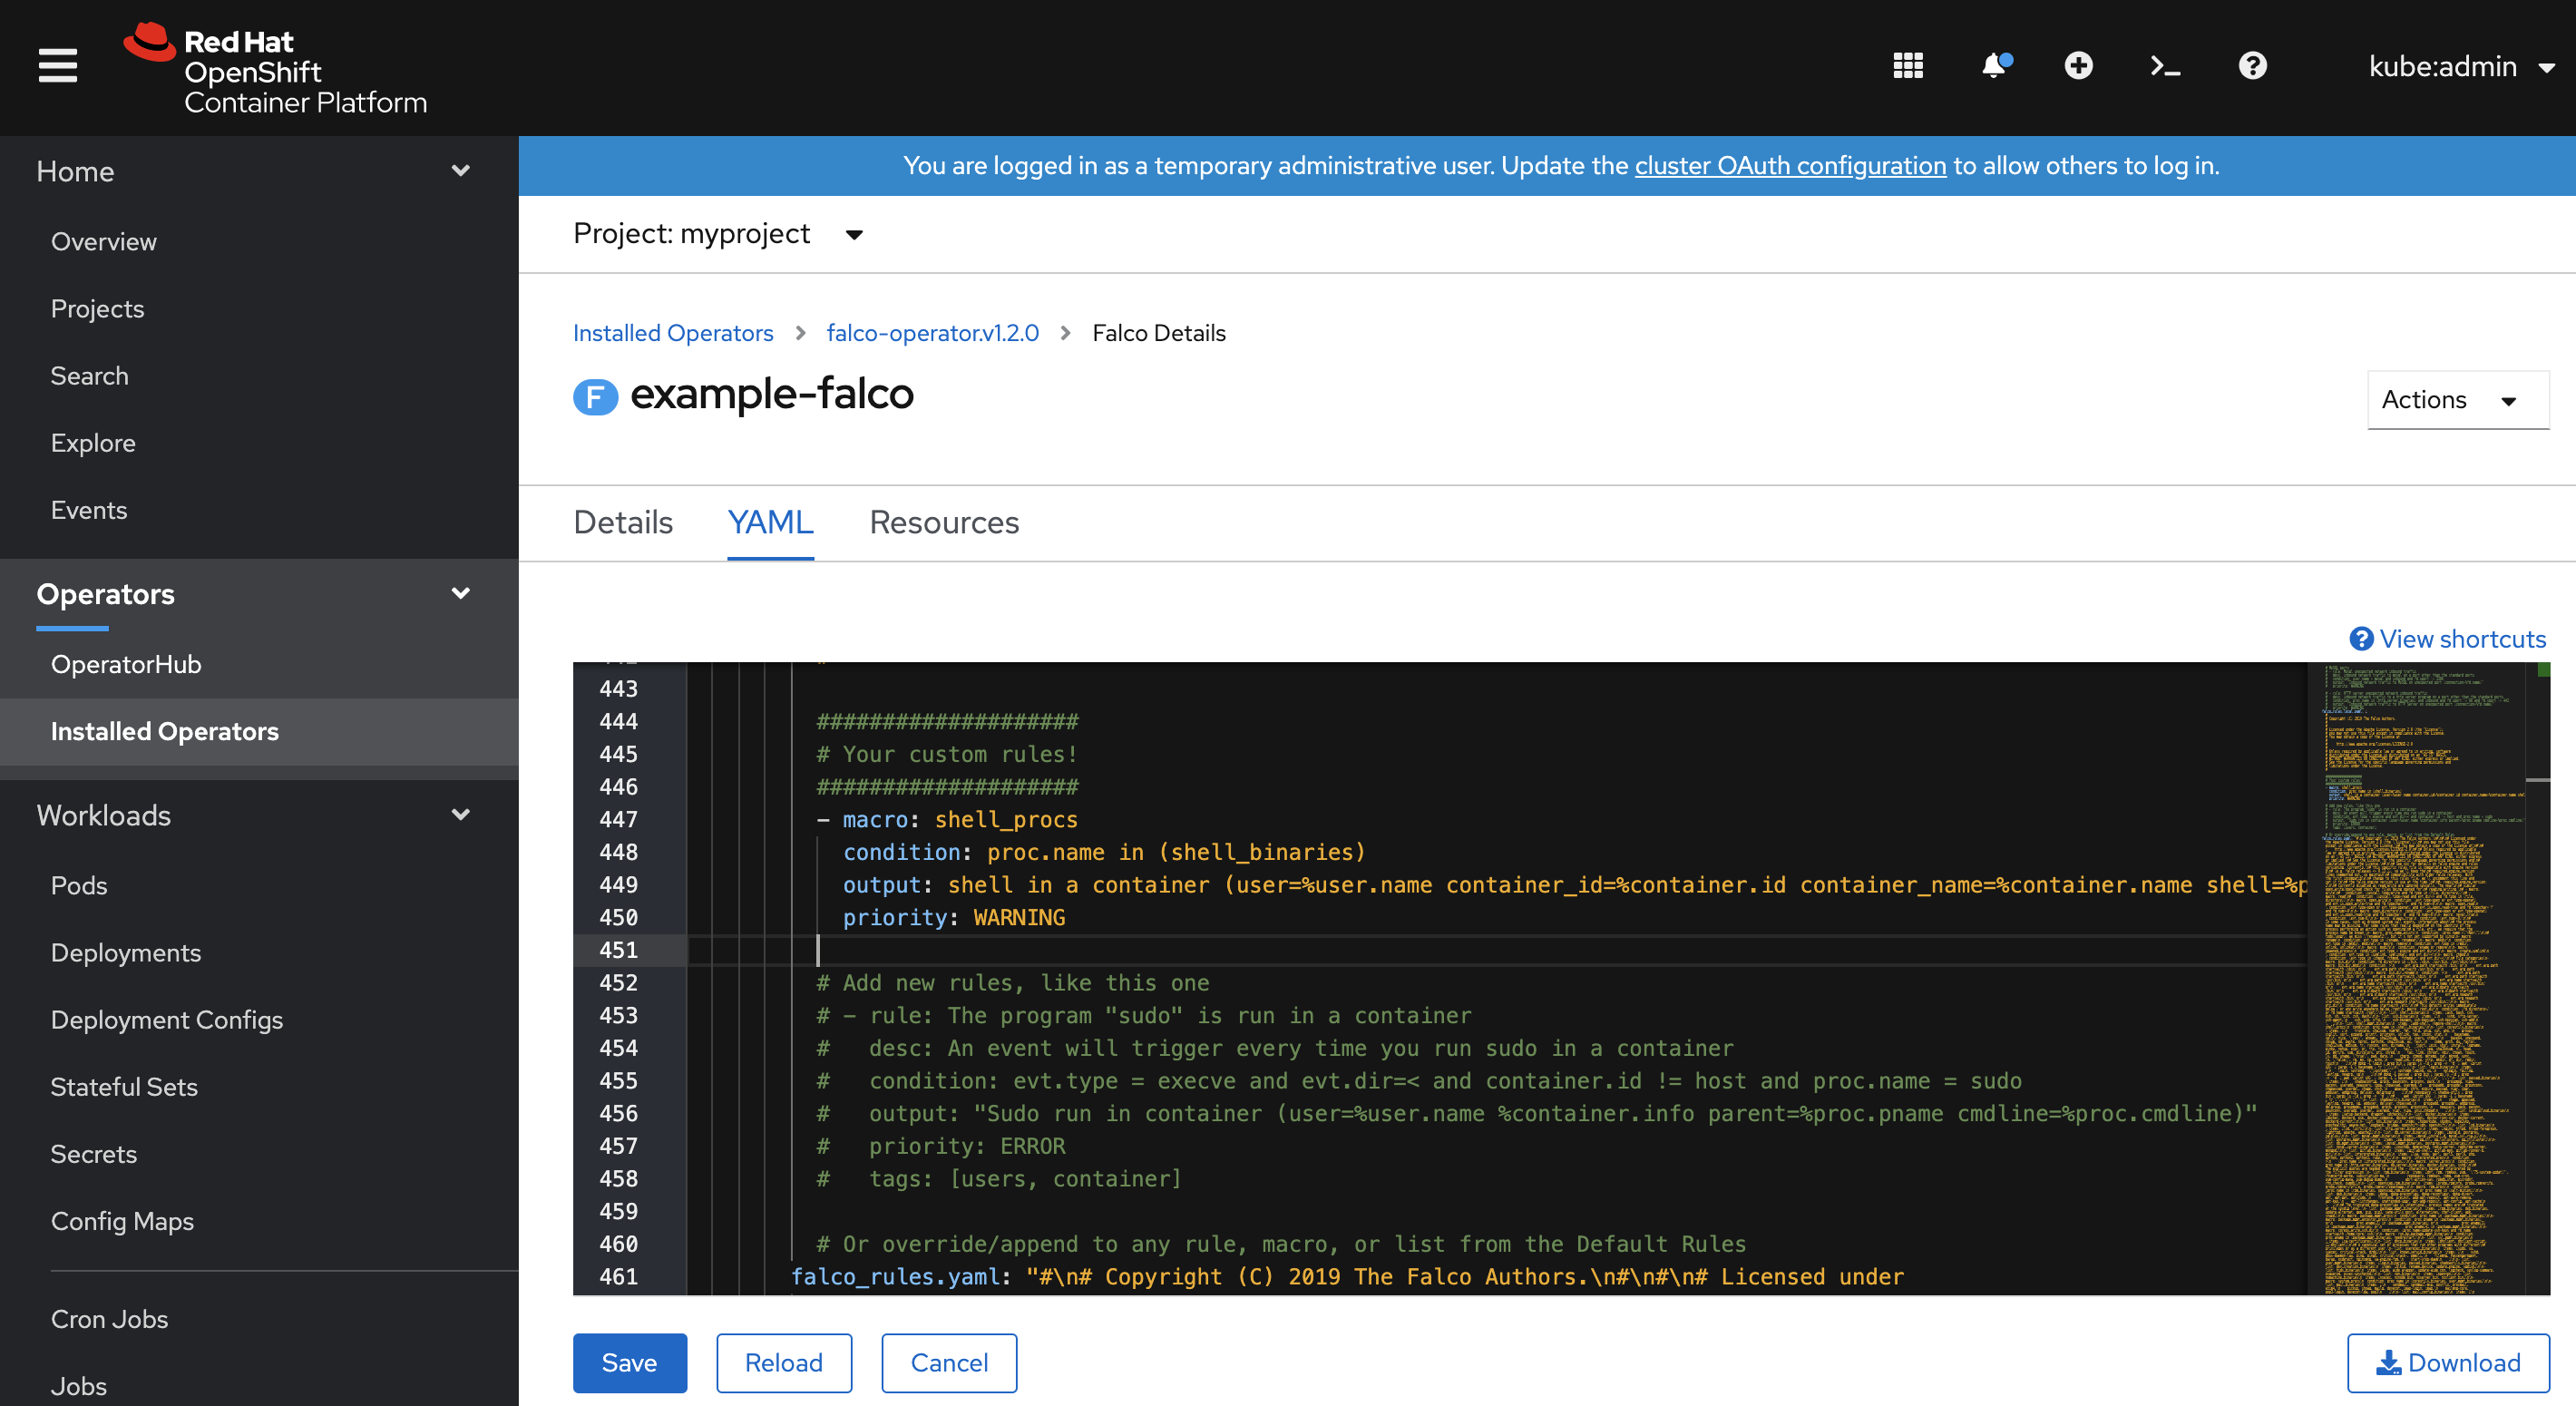 Red Hat
OpenShift
Container Platform
kube:admin
Home
Overview
Projects
Search
Explore
Events
Operators
OperatorHub
Installed Operators
Workloads
Pods
Deployments
Deployment Configs
Stateful Sets
Secrets
Config Maps
Cron Jobs
Jobs
You are logged in as a temporary administrative user. Update the cluster OAuth configuration to allow others to log in.
Project: myproject
Installed Operators > falco-operator.v1.2.0 > Falco Details
F example-falco
Actions
Details YAML Resources
View shortcuts
443
444 ####################
445 # Your custom rules!
446 ####################
447 - macro: shell_procs
448 condition: proc.name in (shell_binaries)
449 output: shell in a container (user=%user.name container_id=%container.id container_name=%container.name shell=%p
450 priority: WARNING
451
452 # Add new rules, like this one
453 # - rule: The program "sudo" is run in a container
454 # desc: An event will trigger every time you run sudo in a container
455 # condition: evt.type = execve and evt.dir=< and container.id != host and proc.name = sudo
456 # output: "Sudo run in container (user=%user.name %container.info parent=%proc.pname cmdline=%proc.cmdline)"
457 # priority: ERROR
458 # tags: [users, container]
459
460 # Or override/append to any rule, macro, or list from the Default Rules
461 falco_rules.yaml: "#\n# Copyright (C) 2019 The Falco Authors.\n#\n#\n# Licensed under
Save Reload Cancel Download